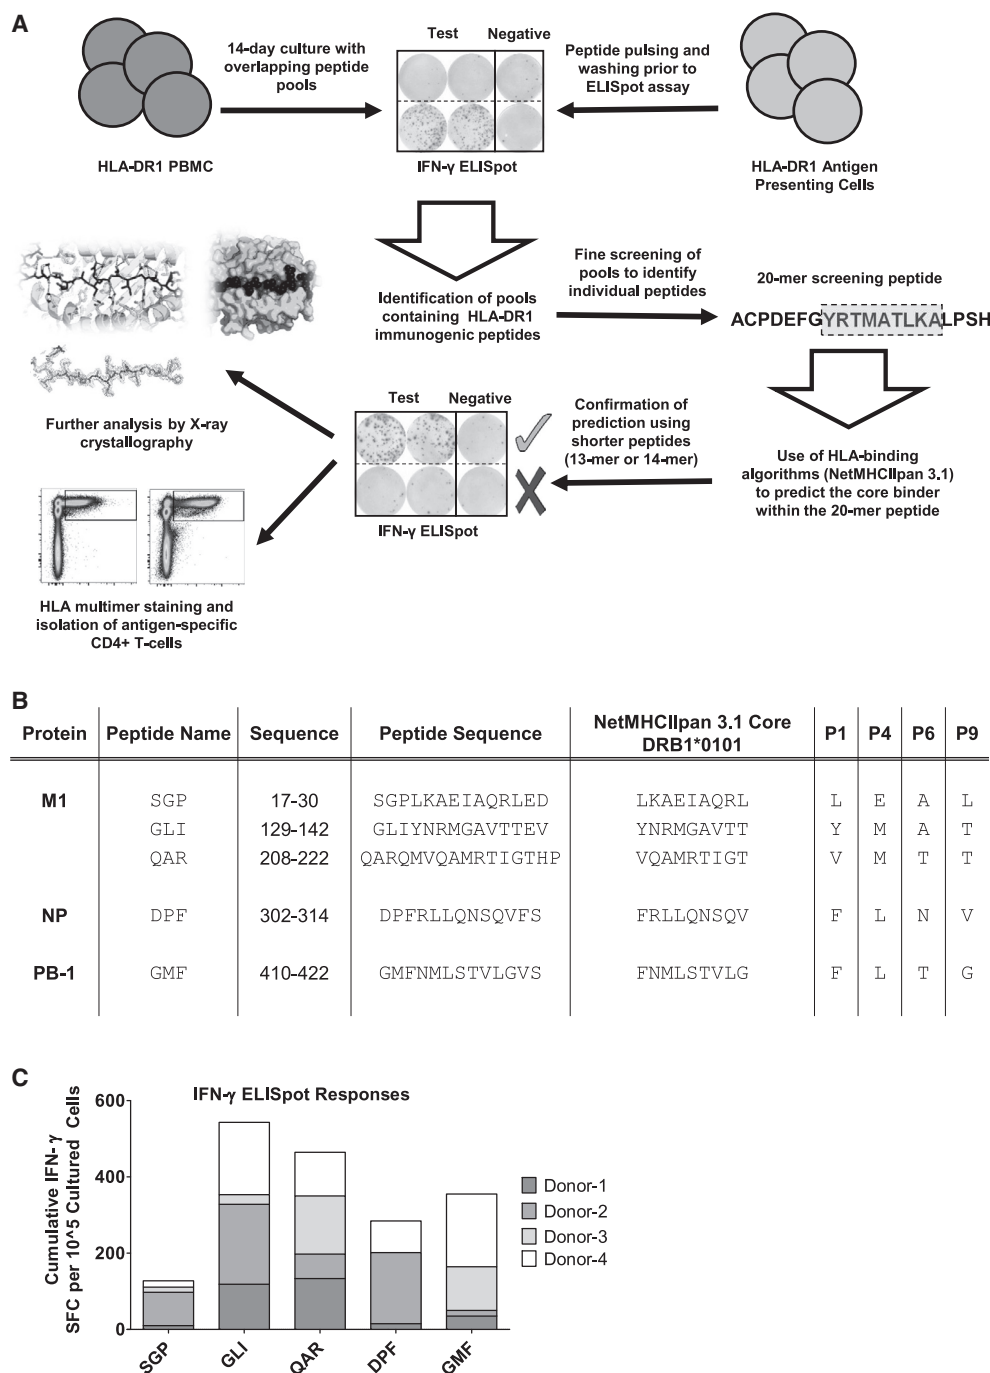 A
14-day culture with
overlapping peptide
pools
HLA-DR1 PBMC
Test Negative
IFN-γ ELISpot
Peptide pulsing and
washing prior to
ELISpot assay
HLA-DR1 Antigen
Presenting Cells
Identification of pools
containing HLA-DR1
immunogenic peptides
Fine screening of
pools to identify
individual peptides
20-mer screening peptide
ACPDEFGYRTMATLKALPSH
Use of HLA-binding
algorithms (NetMHCIIpan 3.1)
to predict the core binder
within the 20-mer peptide
Confirmation of
prediction using
shorter peptides
(13-mer or 14-mer)
Test Negative
IFN-γ ELISpot
Further analysis by X-ray
crystallography
HLA multimer staining and
isolation of antigen-specific
CD4+ T-cells
B
Protein Peptide Name Sequence Peptide Sequence NetMHCIIpan 3.1 Core DRB1*0101 P1 P4 P6 P9
M1 SGP 17-30 SGPLKAEIAQRLED LKAEIAQRL L E A L
GLI 129-142 GLIYNRMGAVTTEV YNRMGAVTT Y M A T
QAR 208-222 QARQMVQAMRTIGTHP VQAMRTIGT V M T T
NP DPF 302-314 DPFRLLQNSQVFS FRLLQNSQV F L N V
PB-1 GMF 410-422 GMFNMLSTVLGVS FNMLSTVLG F L T G
C
IFN-γ ELISpot Responses
Cumulative IFN-γ
SFC per 10^5 Cultured Cells
600
400
200
0
SGP GLI QAR DPF GMF
Donor-1
Donor-2
Donor-3
Donor-4